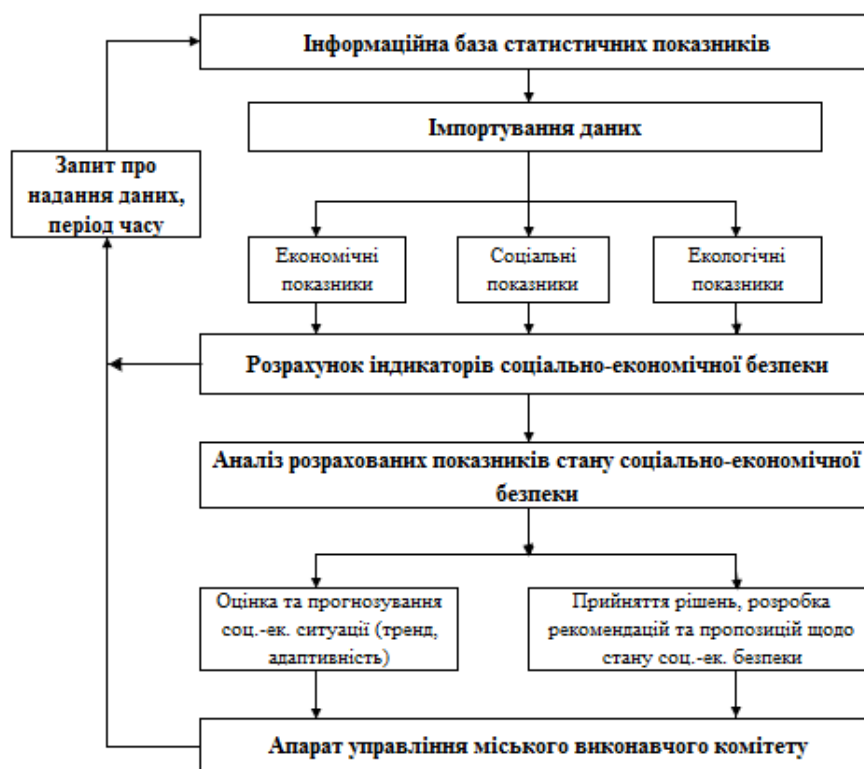 Інформаційна база статистичних показників
Імпортування даних
Запит про
надання даних,
період часу
Економічні
показники
Соціальні
показники
Екологічні
показники
Розрахунок індикаторів соціально-економічної безпеки
Аналіз розрахованих показників стану соціально-економічної
безпеки
Оцінка та прогнозування
соц.-ек. ситуації (тренд,
адаптивність)
Прийняття рішень, розробка
рекомендацій та пропозицій щодо
стану соц.-ек. безпеки
Апарат управління міського виконавчого комітету